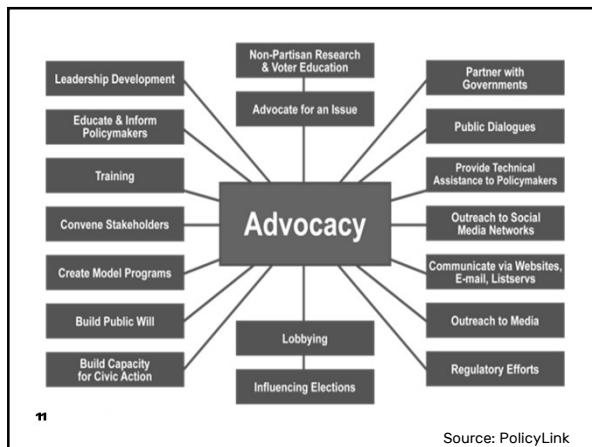 Non-Partisan Research
& Voter Education
Advocate for an Issue
Leadership Development
Educate & Inform
Policymakers
Training
Convene Stakeholders
Create Model Programs
Build Public Will
Build Capacity
for Civic Action
Advocacy
Partner with
Governments
Public Dialogues
Provide Technical
Assistance to Policymakers
Outreach to Social
Media Networks
Communicate via Websites,
E-mail, Listservs
Outreach to Media
Regulatory Efforts
Lobbying
Influencing Elections
11
Source: PolicyLink